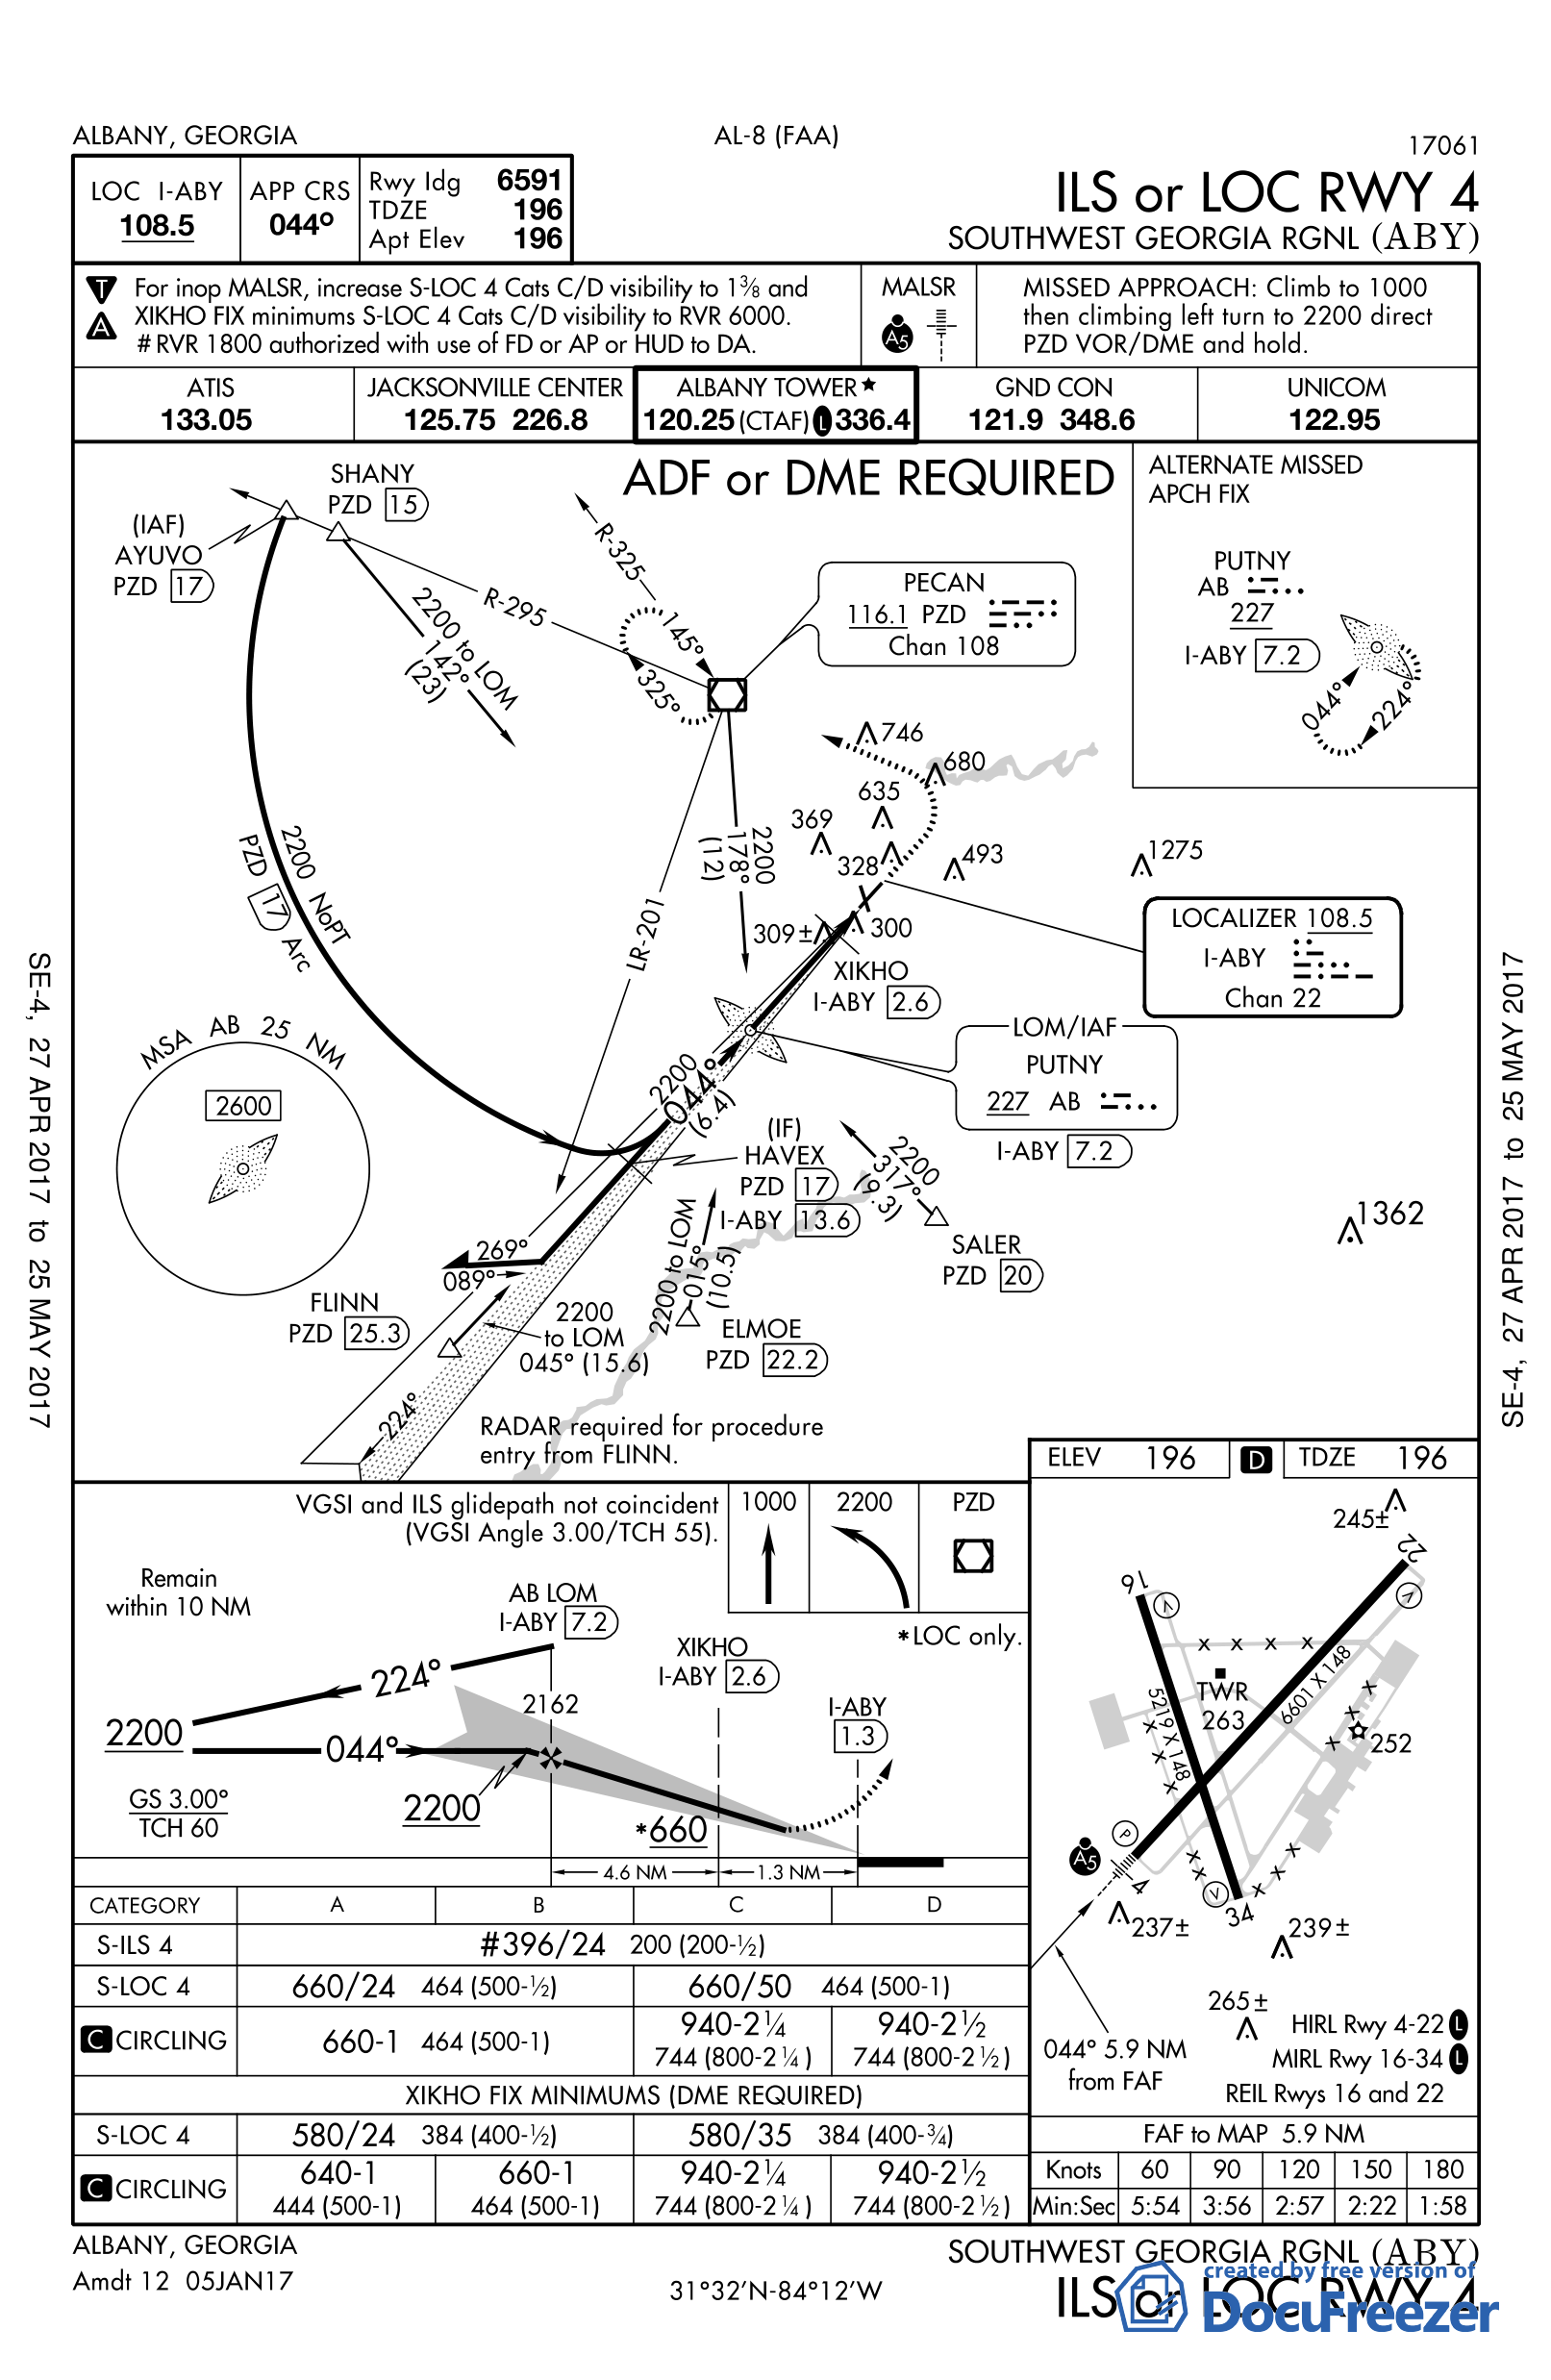 ALBANY, GEORGIA
AL-8 (FAA)
17061
LOC I-ABY
108.5
APP CRS
044°
Rwy ldg 6591
TDZE 196
Apt Elev 196
ILS or LOC RWY 4
SOUTHWEST GEORGIA RGNL (ABY)
T
A
For inop MALSR, increase S-LOC 4 Cats C/D visibility to 1⅜ and
XIKHO FIX minimums S-LOC 4 Cats C/D visibility to RVR 6000.
# RVR 1800 authorized with use of FD or AP or HUD to DA.
MALSR
A5
MISSED APPROACH: Climb to 1000
then climbing left turn to 2200 direct
PZD VOR/DME and hold.
ATIS
133.05
JACKSONVILLE CENTER
125.75 226.8
ALBANY TOWER★
120.25 (CTAF) L 336.4
GND CON
121.9 348.6
UNICOM
122.95
ADF or DME REQUIRED
ALTERNATE MISSED
APCH FIX
PUTNY
AB
227
I-ABY 7.2
044°
224°
SHANY
PZD 15
(IAF)
AYUVO
PZD 17
R-325
R-295
2200 to LOM
142°
(23)
145°
325°
PECAN
116.1 PZD
Chan 108
746
680
635
369
328
493
1275
2200
178°
(12)
2200 NoPT
PZD 17 Arc
LR-201
309±
300
XIKHO
I-ABY 2.6
LOCALIZER 108.5
I-ABY
Chan 22
LOM/IAF
PUTNY
227 AB
I-ABY 7.2
MSA AB 25 NM
2600
2200
044°
(6.4)
(IF)
HAVEX
PZD 17
I-ABY 13.6
2200
317°
(9.3)
1362
SALER
PZD 20
269°
089°
2200 to LOM
015°
(10.5)
FLINN
PZD 25.3
2200
to LOM
045° (15.6)
ELMOE
PZD 22.2
224°
RADAR required for procedure
entry from FLINN.
SE-4, 27 APR 2017 to 25 MAY 2017
SE-4, 27 APR 2017 to 25 MAY 2017
VGSI and ILS glidepath not coincident
(VGSI Angle 3.00/TCH 55).
1000
2200
PZD
Remain
within 10 NM
AB LOM
I-ABY 7.2
*LOC only.
XIKHO
I-ABY 2.6
224°
2162
I-ABY
1.3
2200
044°
GS 3.00°
TCH 60
2200
*660
4.6 NM
1.3 NM
ELEV 196
D
TDZE 196
245±
22
16
V
V
5219 X 148
TWR
263
6601 X 148
252
P
A5
4
V
34
237±
239±
265±
044° 5.9 NM
from FAF
HIRL Rwy 4-22 L
MIRL Rwy 16-34 L
REIL Rwys 16 and 22
FAF to MAP 5.9 NM
Knots 60 90 120 150 180
Min:Sec 5:54 3:56 2:57 2:22 1:58
CATEGORY A B C D
S-ILS 4 #396/24 200 (200-½)
S-LOC 4 660/24 464 (500-½) 660/50 464 (500-1)
C CIRCLING 660-1 464 (500-1) 940-2¼ 744 (800-2¼) 940-2½ 744 (800-2½)
XIKHO FIX MINIMUMS (DME REQUIRED)
S-LOC 4 580/24 384 (400-½) 580/35 384 (400-¾)
C CIRCLING 640-1 444 (500-1) 660-1 464 (500-1) 940-2¼ 744 (800-2¼) 940-2½ 744 (800-2½)
ALBANY, GEORGIA
Amdt 12 05JAN17
31°32'N-84°12'W
SOUTHWEST GEORGIA RGNL (ABY)
ILS or LOC RWY 4
created by free version of
DocuFreezer